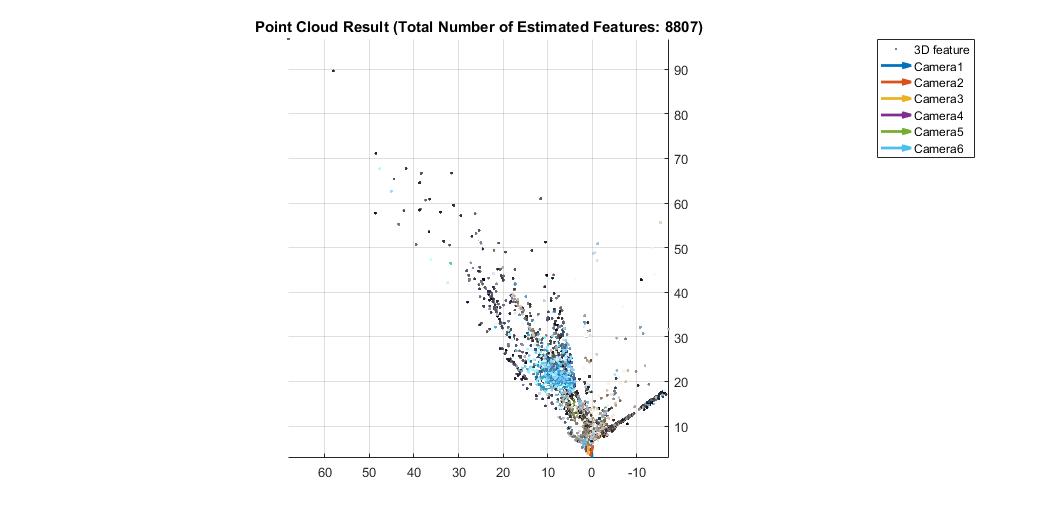 Point Cloud Result (Total Number of Estimated Features: 8807)
3D feature
Camera1
Camera2
Camera3
Camera4
Camera5
Camera6
90
80
70
60
50
40
30
20
10
60 50 40 30 20 10 0 -10